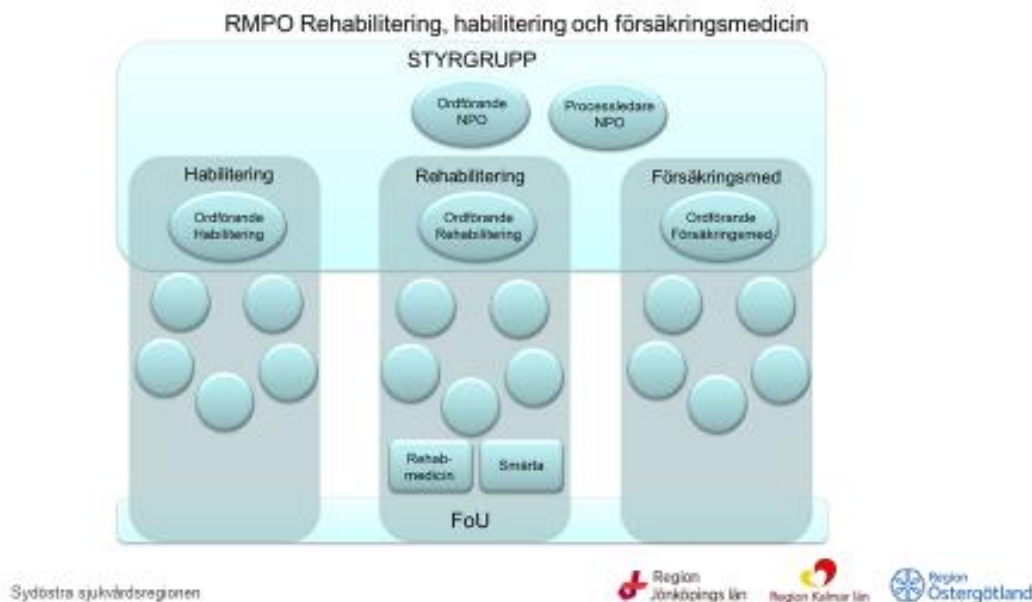 RMPO Rehabilitering, habilitering och försäkringsmedicin
STYRGRUPP
Ordförande
NPO
Processledare
NPO
Habilitering
Rehabilitering
Försäkringsmed
Ordförande
Habilitering
Ordförande
Rehabilitering
Ordförande
Försäkringsmed
Rehab-
medicin
Smärta
FoU
Sydöstra sjukvårdsregionen
Region
Jönköpings län
Region Kalmar län
Region
Östergötland